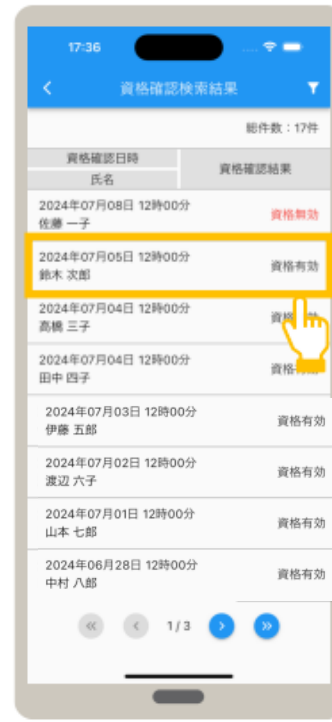 17:36
資格確認検索結果
総件数：17件
資格確認日時
氏名
資格確認結果
2024年07月08日 12時00分
佐藤 一子
資格無効
2024年07月05日 12時00分
鈴木 次郎
資格有効
2024年07月04日 12時00分
高橋 三子
資格
2024年07月04日 12時00分
田中 四子
資格
2024年07月03日 12時00分
伊藤 五郎
資格有効
2024年07月02日 12時00分
渡辺 六子
資格有効
2024年07月01日 12時00分
山本 七郎
資格有効
2024年06月28日 12時00分
中村 八郎
資格有効
1/3